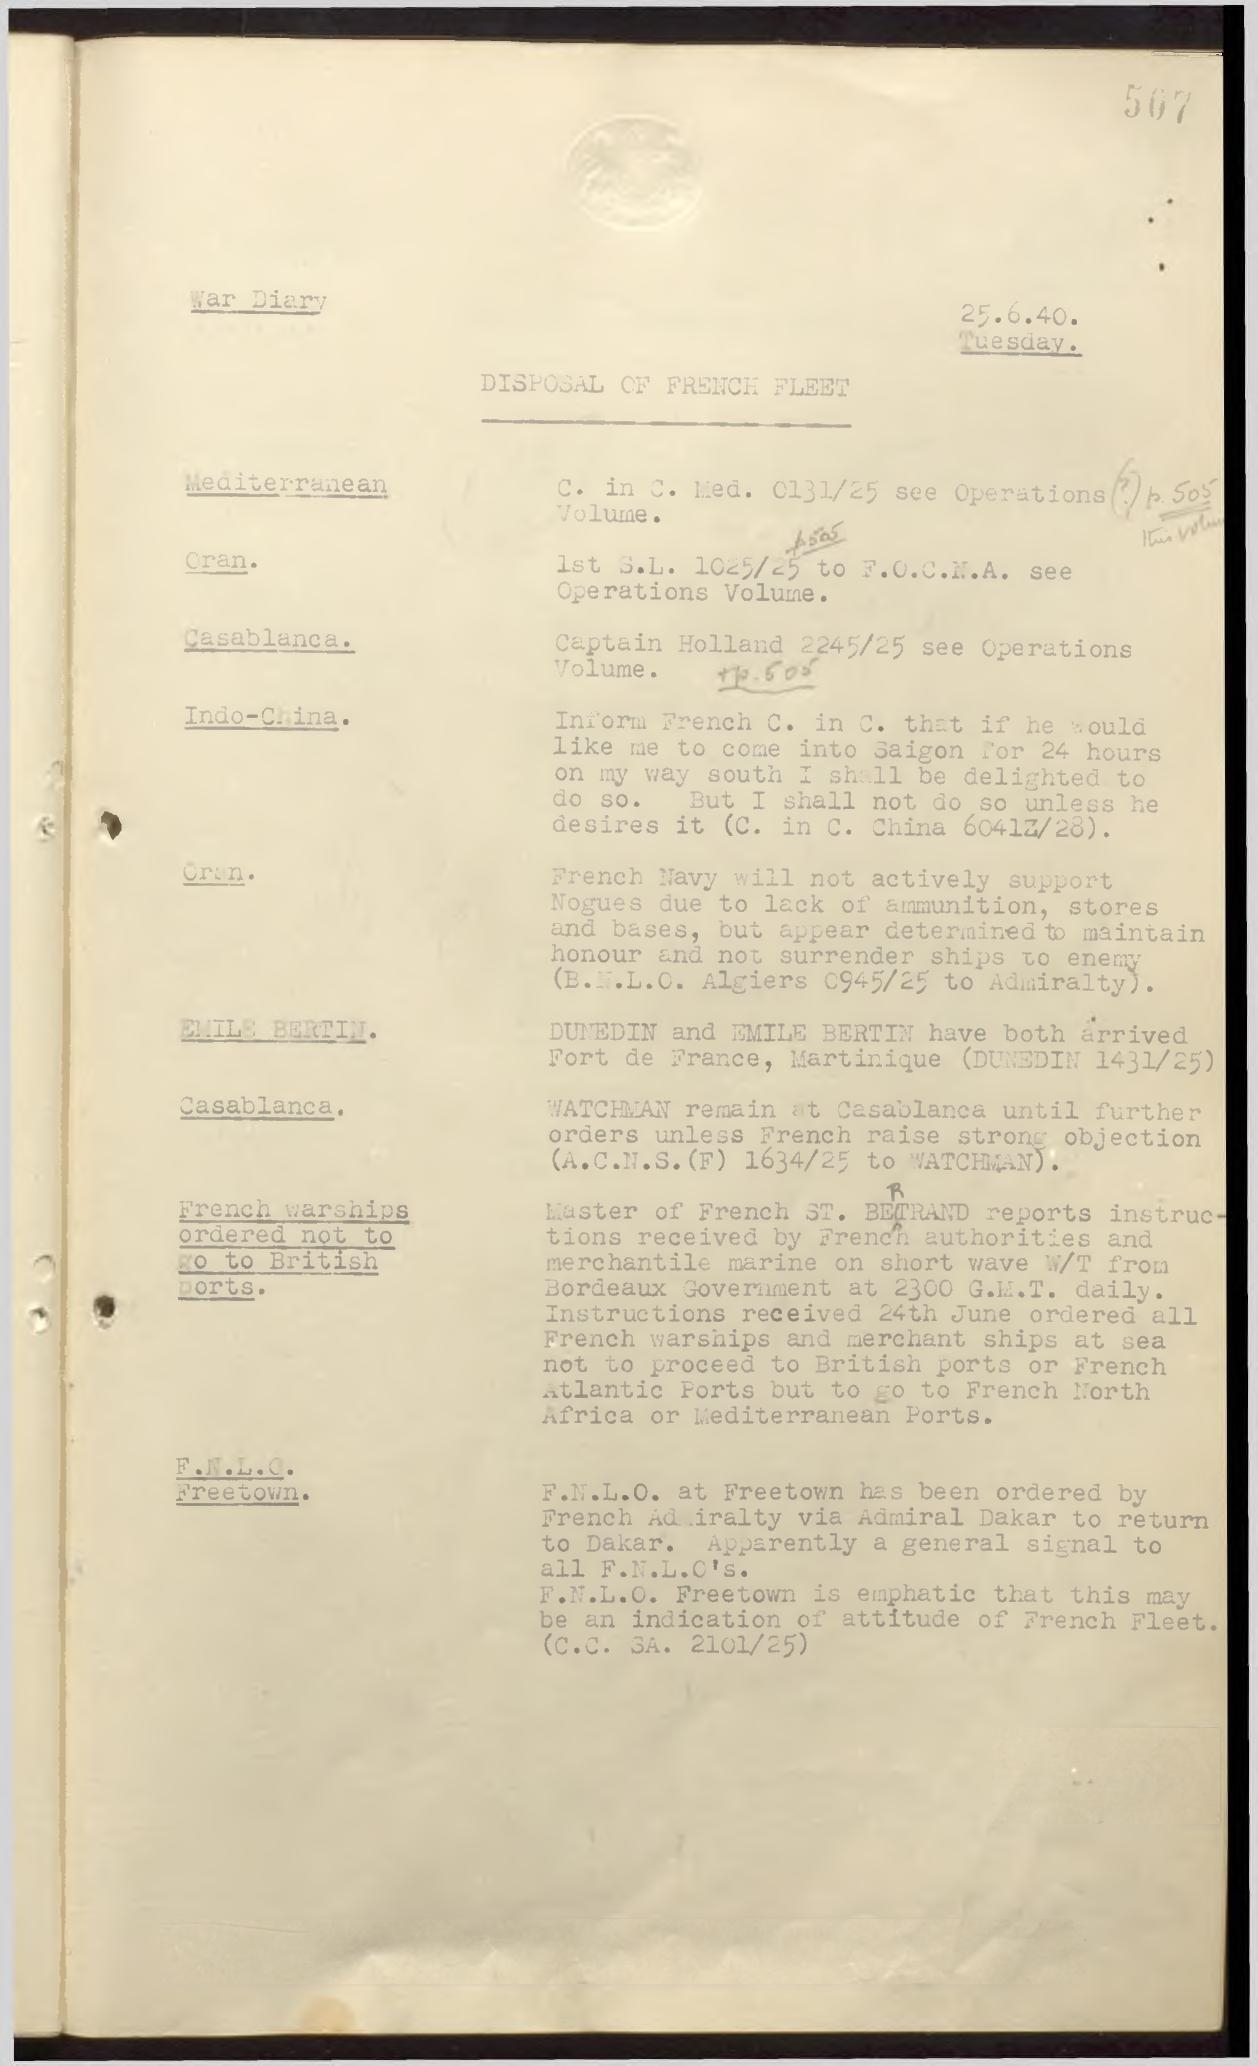 507
War Diary
25.6.40.
Tuesday.
DISPOSAL OF FRENCH FLEET
Mediterranean
C. in C. Med. 0131/25 see Operations (?) p. 505
Volume.
this volume
Oran.
p505
1st S.L. 1025/25 to F.O.C.N.A. see
Operations Volume.
Casablanca.
Captain Holland 2245/25 see Operations
Volume. + p. 505
Indo-China.
Inform French C. in C. that if he would
like me to come into Saigon for 24 hours
on my way south I shall be delighted to
do so. But I shall not do so unless he
desires it (C. in C. China 6041Z/28).
Oran.
French Navy will not actively support
Nogues due to lack of ammunition, stores
and bases, but appear determined to maintain
honour and not surrender ships to enemy
(B.N.L.O. Algiers 0945/25 to Admiralty).
EMILE BERTIN.
DUNEDIN and EMILE BERTIN have both arrived
Fort de France, Martinique (DUNEDIN 1431/25)
Casablanca.
WATCHMAN remain at Casablanca until further
orders unless French raise strong objection
(A.C.N.S.(F) 1634/25 to WATCHMAN).
French warships
ordered not to
go to British
ports.
Master of French ST. BERTRAND reports instruc-
tions received by French authorities and
merchantile marine on short wave W/T from
Bordeaux Government at 2300 G.M.T. daily.
Instructions received 24th June ordered all
French warships and merchant ships at sea
not to proceed to British ports or French
Atlantic Ports but to go to French North
Africa or Mediterranean Ports.
F.N.L.O.
Freetown.
F.N.L.O. at Freetown has been ordered by
French Admiralty via Admiral Dakar to return
to Dakar. Apparently a general signal to
all F.N.L.O's.
F.N.L.O. Freetown is emphatic that this may
be an indication of attitude of French Fleet.
(C.C. SA. 2101/25)